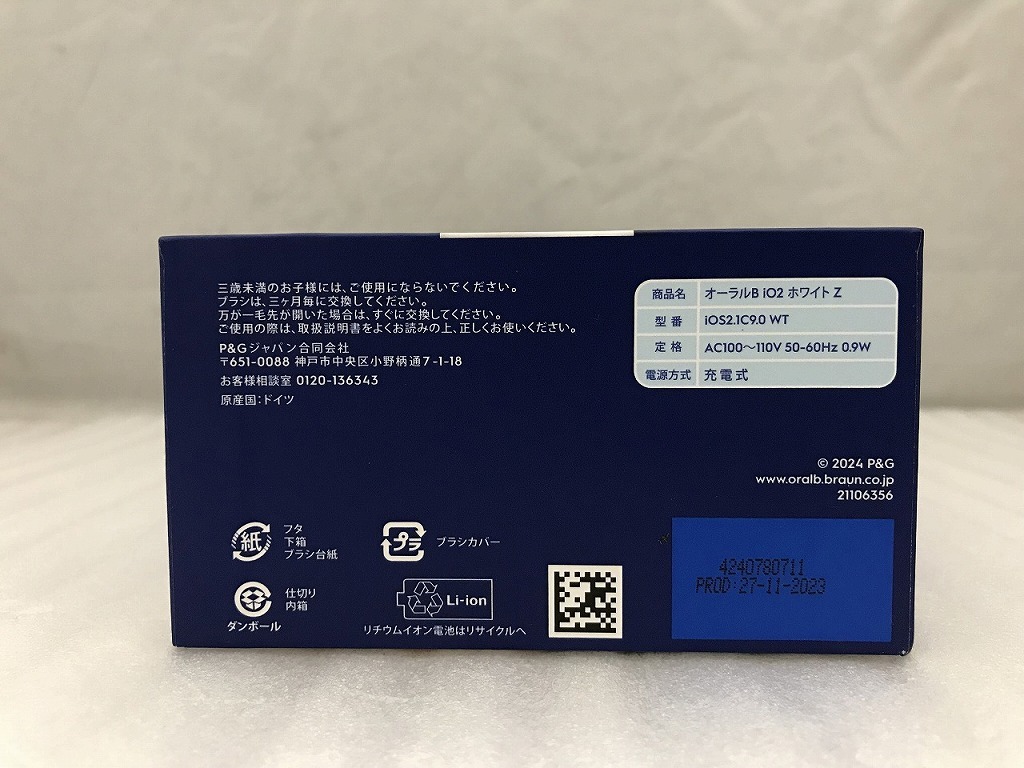 三歳未満のお子様には、ご使用にならないでください。
ブラシは、三ヶ月毎に交換してください。
万が一毛先が開いた場合は、すぐに交換してください。
ご使用の際は、取扱説明書をよくお読みの上、正しくお使いください。
P&Gジャパン合同会社
〒651-0088 神戸市中央区小野柄通7-1-18
お客様相談室 0120-136343
原産国:ドイツ
商品名 オーラルB iO2 ホワイト Z
型番 iOS2.1C9.0 WT
定格 AC100〜110V 50-60Hz 0.9W
電源方式 充電式
© 2024 P&G
www.oralb.braun.co.jp
21106356
紙 フタ
下箱
ブラシ台紙
プラ ブラシカバー
仕切り
内箱
ダンボール
Li-ion
リチウムイオン電池はリサイクルへ
4240780711
PROD:27-11-2023